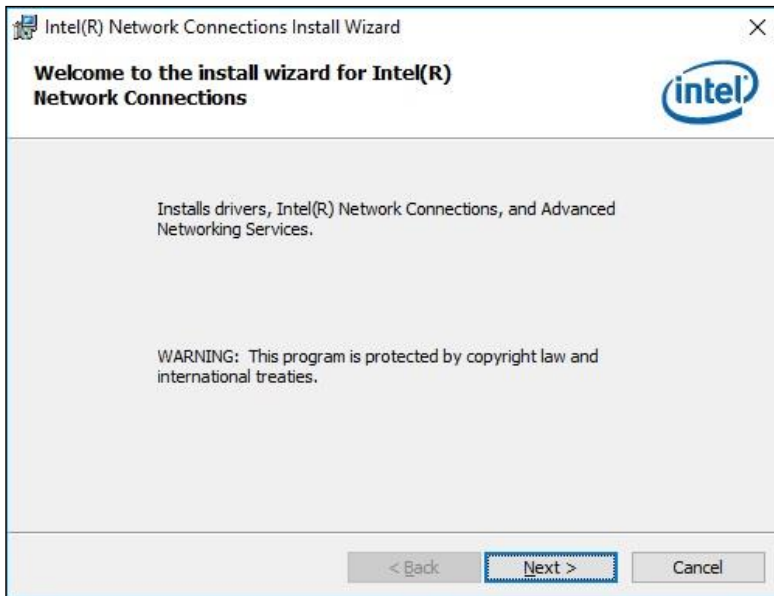 Intel(R) Network Connections Install Wizard
Welcome to the install wizard for Intel(R)
Network Connections
intel
Installs drivers, Intel(R) Network Connections, and Advanced
Networking Services.
WARNING:  This program is protected by copyright law and
international treaties.
< Back
Next >
Cancel